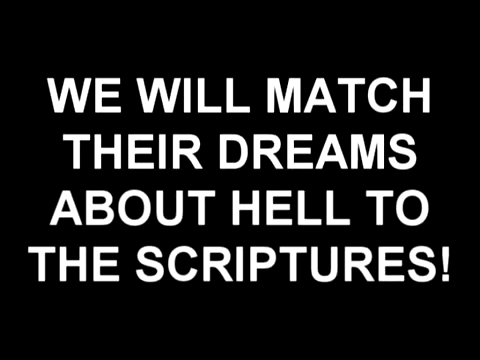 WE WILL MATCH
THEIR DREAMS
ABOUT HELL TO
THE SCRIPTURES!